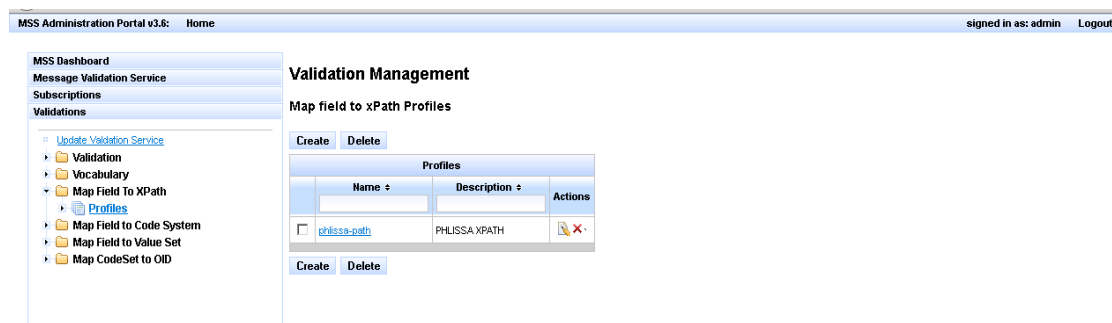 MSS Administration Portal v3.6: Home signed in as: admin Logout
MSS Dashboard
Message Validation Service
Subscriptions
Validations
Update Valdation Service
Validation
Vocabulary
Map Field To XPath
Profiles
Map Field to Code System
Map Field to Value Set
Map CodeSet to OID
Validation Management
Map field to xPath Profiles
Create Delete
Profiles
Name Description Actions
phlissa-path PHLISSA XPATH
Create Delete